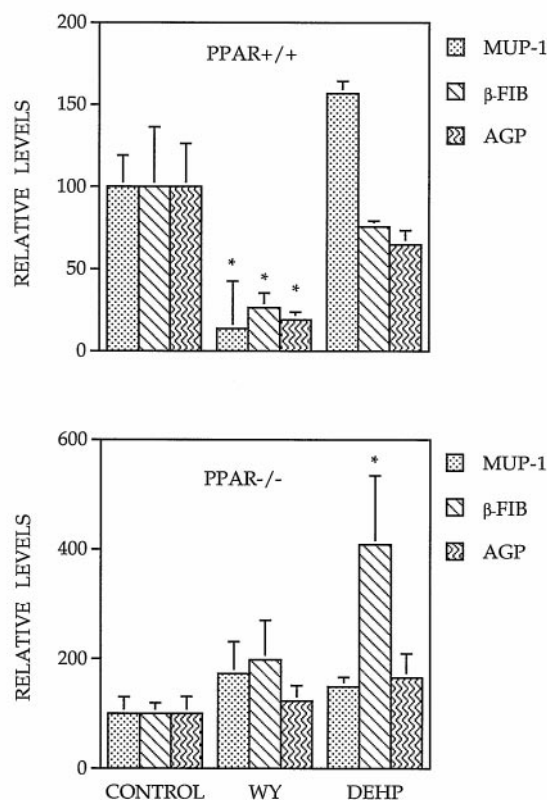 200
150
100
50
0
RELATIVE LEVELS
PPAR+/+
* * *
MUP-1
β-FIB
AGP
600
400
200
0
RELATIVE LEVELS
PPAR-/-
*
MUP-1
β-FIB
AGP
CONTROL WY DEHP